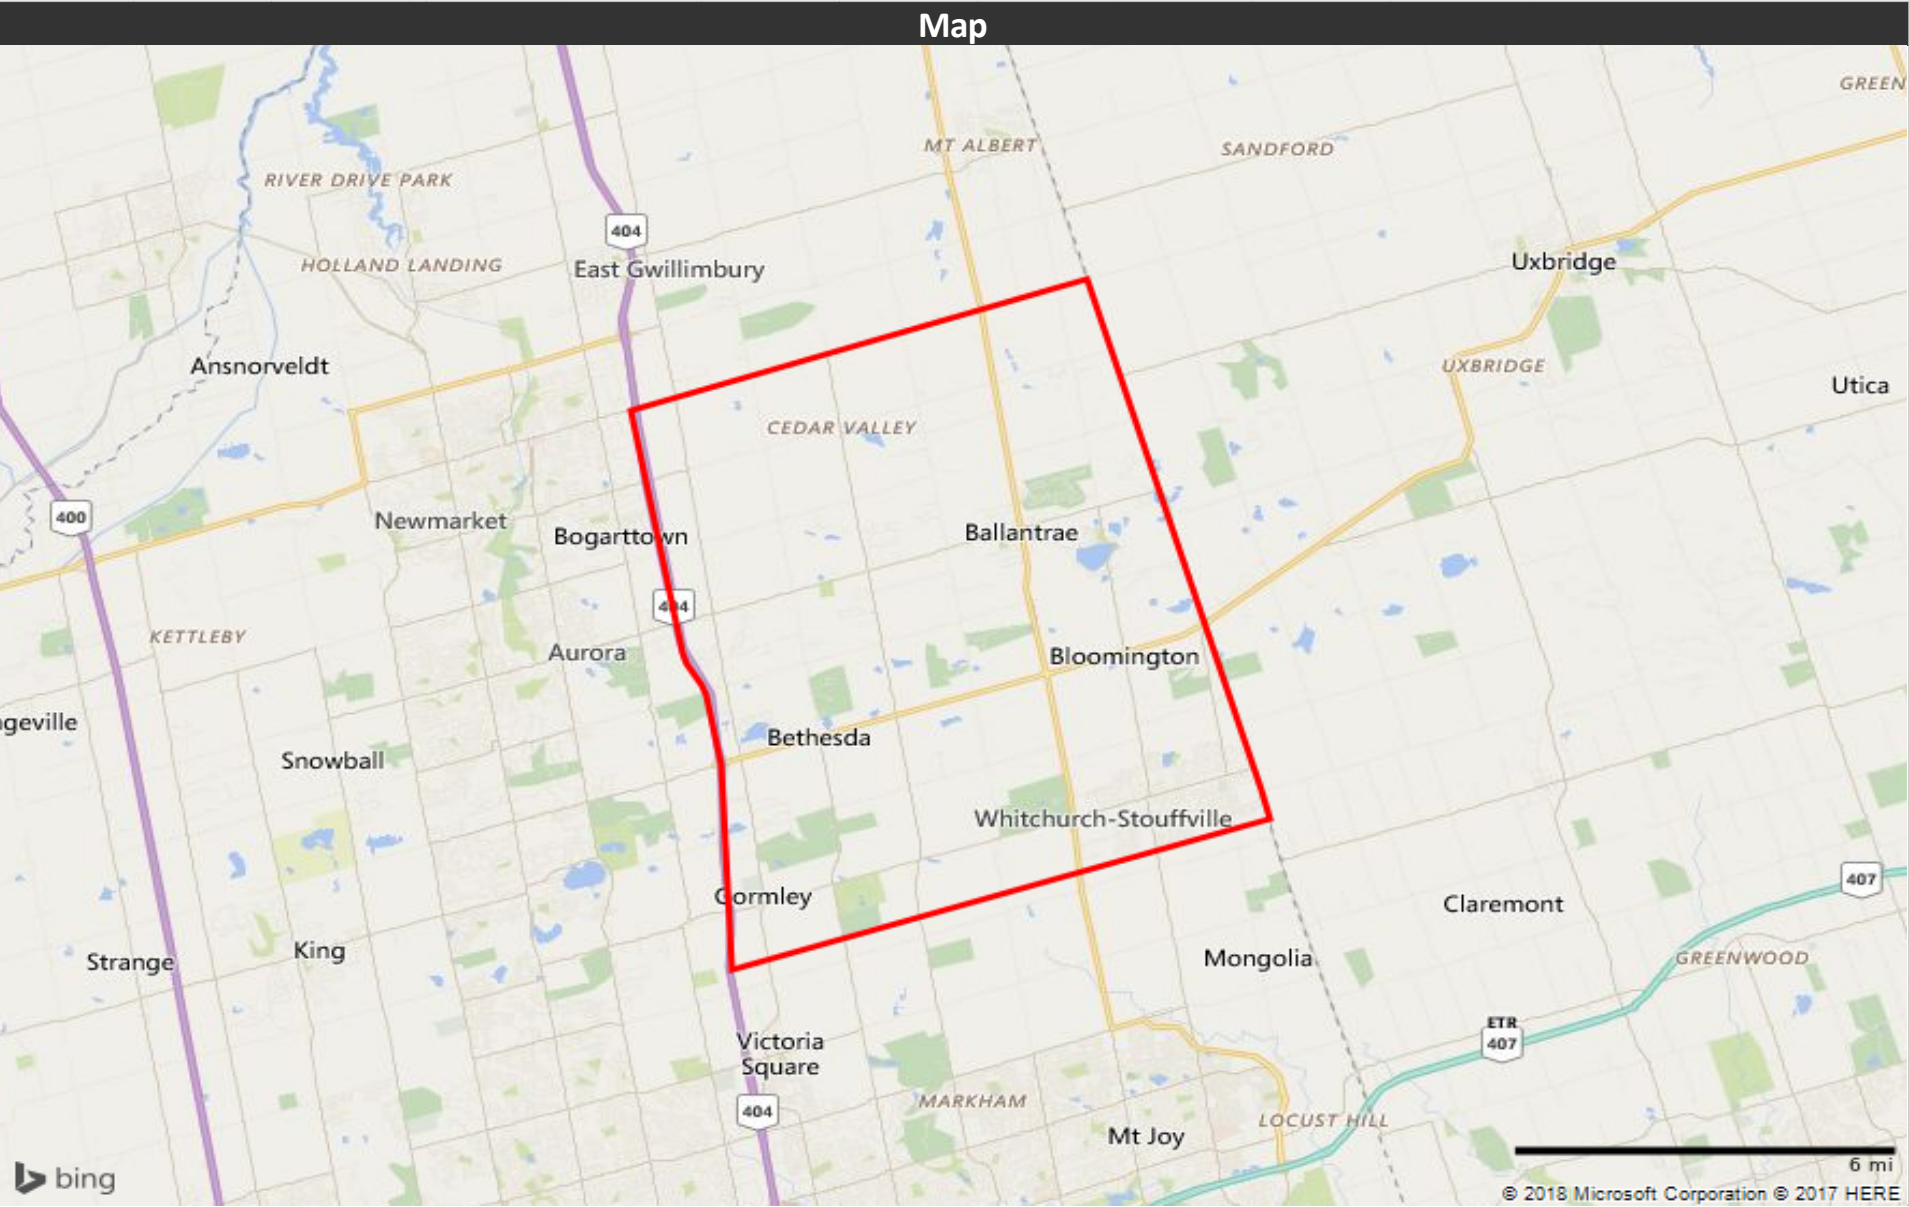 Map
GREEN
MT ALBERT
SANDFORD
RIVER DRIVE PARK
404
HOLLAND LANDING
East Gwillimbury
Uxbridge
Ansnorveldt
UXBRIDGE
Utica
CEDAR VALLEY
400
Newmarket
Bogarttown
Ballantrae
404
KETTLEBY
Aurora
Bloomington
geville
Bethesda
Snowball
Whitchurch-Stouffville
407
Gormley
Claremont
King
Strange
Mongolia
GREENWOOD
ETR
407
Victoria
Square
MARKHAM
404
LOCUST HILL
Mt Joy
6 mi
bing
© 2018 Microsoft Corporation © 2017 HERE